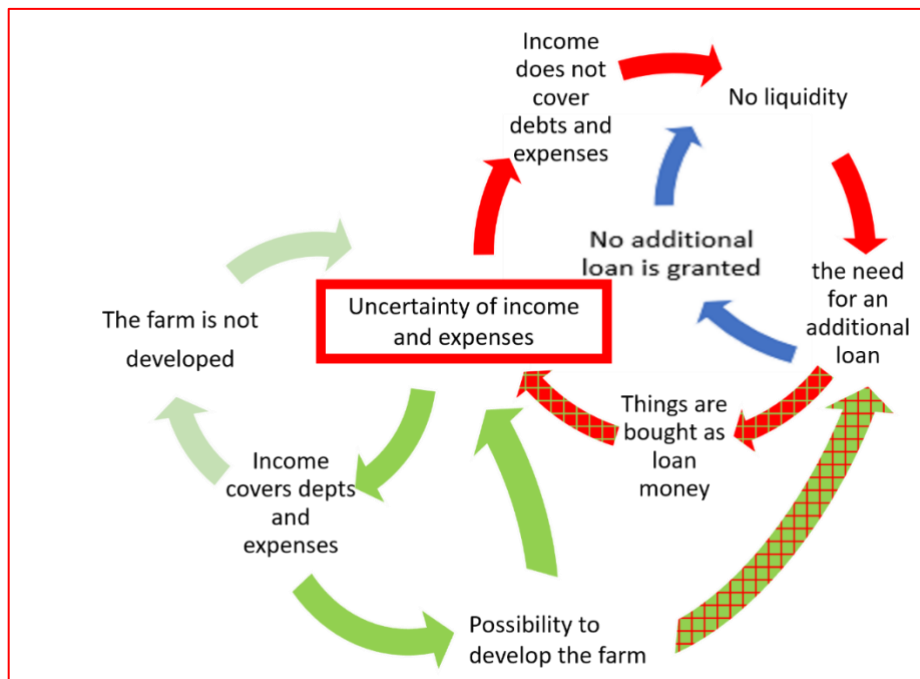 Income
does not
cover
debts and
expenses
No liquidity
No additional
loan is granted
the need
for an
additional
loan
Uncertainty of income
and expenses
The farm is not
developed
Things are
bought as
loan
money
Income
covers depts
and
expenses
Possibility to
develop the farm